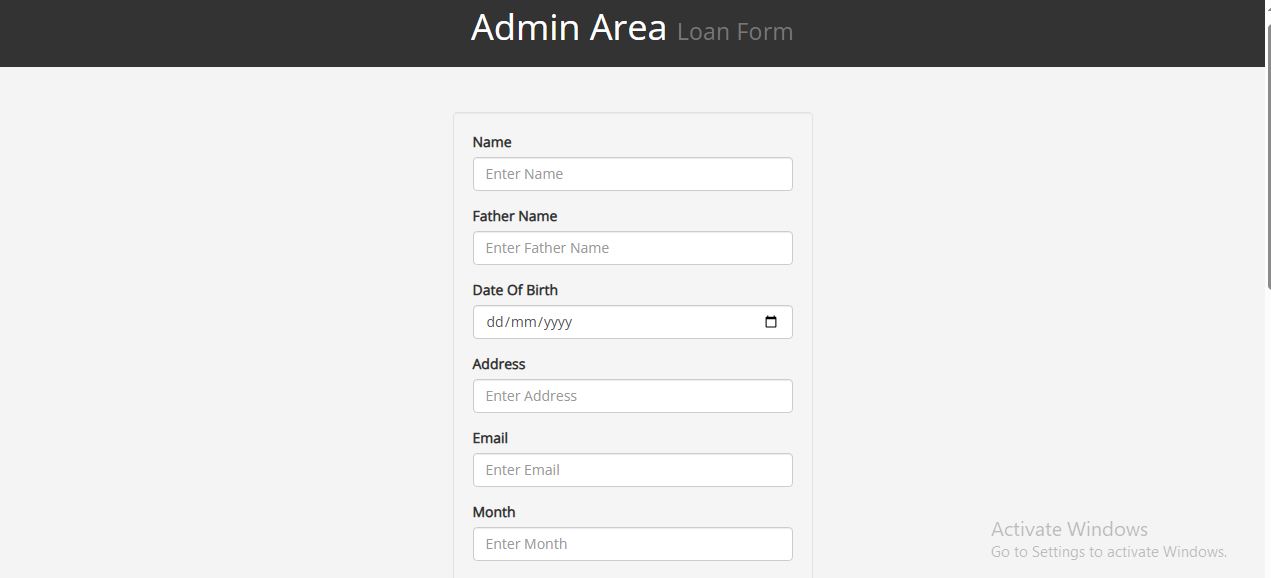 Admin Area Loan Form
Name
Enter Name
Father Name
Enter Father Name
Date Of Birth
dd/mm/yyyy
Address
Enter Address
Email
Enter Email
Month
Enter Month
Activate Windows
Go to Settings to activate Windows.